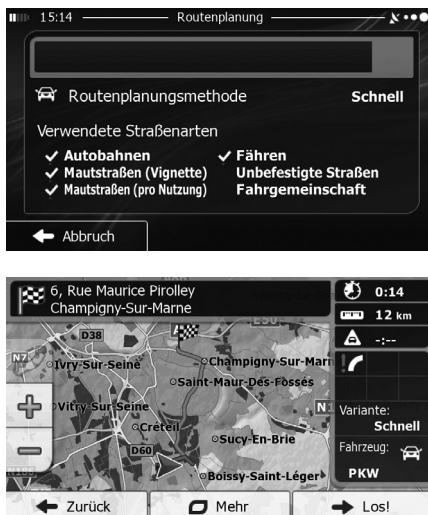 15:14 Routenplanung
Routenplanungsmethode Schnell
Verwendete Straßenarten
Autobahnen Fähren
Mautstraßen (Vignette) Unbefestigte Straßen
Mautstraßen (pro Nutzung) Fahrgemeinschaft
Abbruch
6, Rue Maurice Pirolley
Champigny-Sur-Marne
0:14
12 km
-:--
D38
N7
Ivry-Sur-Seine
Champigny-Sur-Marn
Saint-Maur-Des-Fossés
Vitry-Sur-Seine
Créteil
D60
Sucy-En-Brie
Boissy-Saint-Léger
Variante:
Schnell
Fahrzeug:
PKW
Zurück Mehr Los!